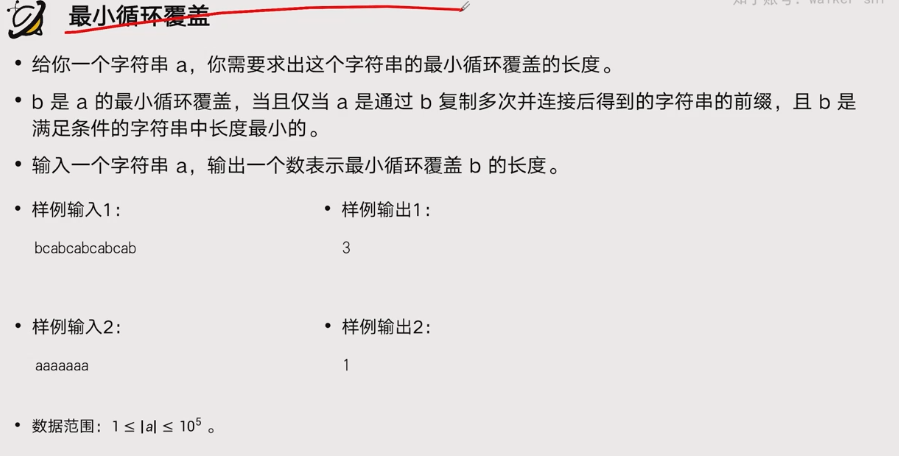 知乎账号: walker shi
最小循环覆盖
• 给你一个字符串 a，你需要求出这个字符串的最小循环覆盖的长度。
• b 是 a 的最小循环覆盖，当且仅当 a 是通过 b 复制多次并连接后得到的字符串的前缀，且 b 是
满足条件的字符串中长度最小的。
• 输入一个字符串 a，输出一个数表示最小循环覆盖 b 的长度。
• 样例输入1：
• 样例输出1：
bcabcabcabcab
3
• 样例输入2：
• 样例输出2：
aaaaaaa
1
• 数据范围：1 ≤ |a| ≤ 10⁵ 。